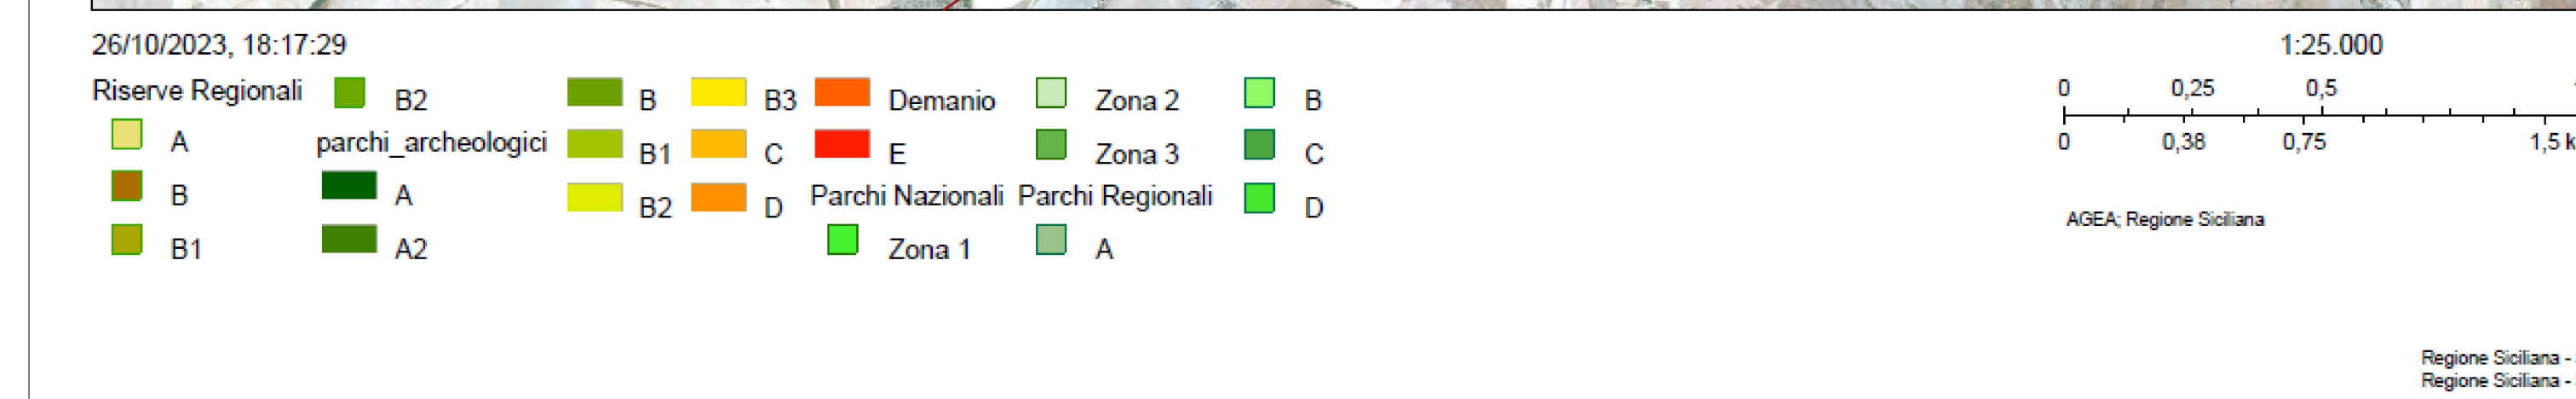 26/10/2023, 18:17:29
Riserve Regionali
A
B
B1
B2
parchi_archeologici
A
A2
B
B1
B2
B3
C
D
Demanio
E
Parchi Nazionali
Zona 1
Zona 2
Zona 3
Parchi Regionali
A
B
C
D
1:25.000
0 0,25 0,5
0 0,38 0,75 1,5 k
AGEA; Regione Siciliana
Regione Siciliana -
Regione Siciliana -